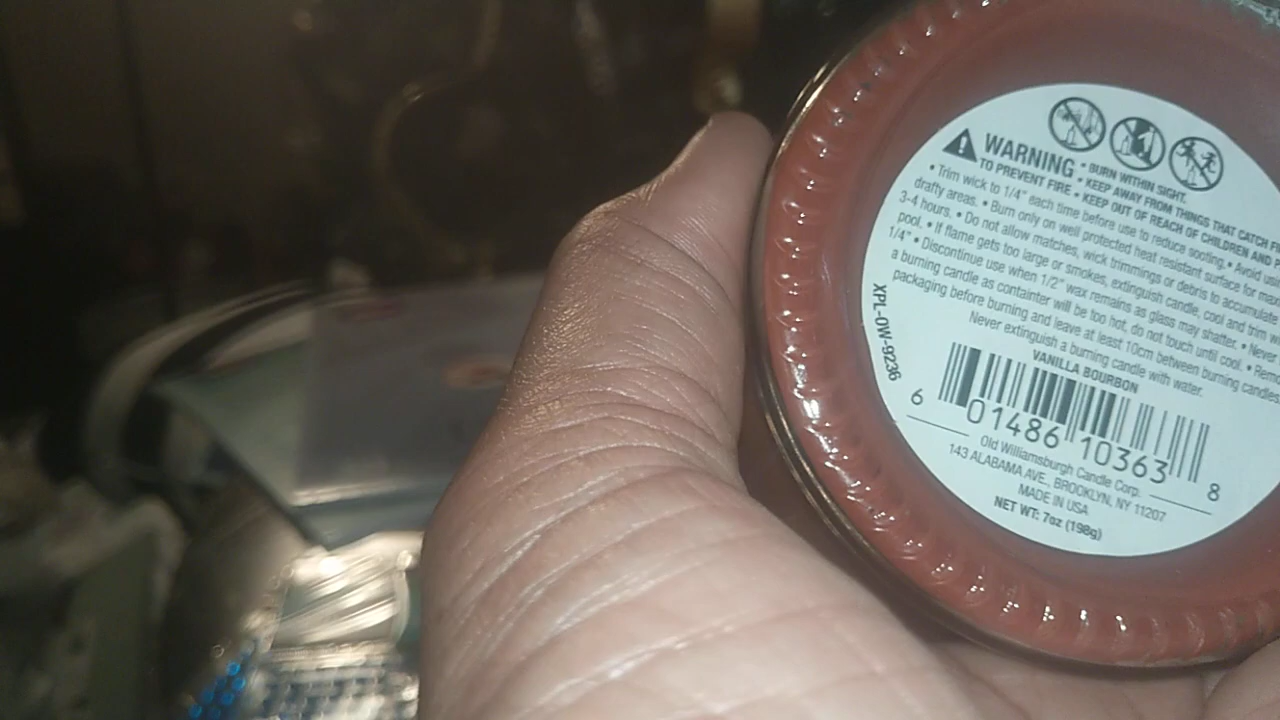 WARNING • BURN WITHIN SIGHT.
TO PREVENT FIRE • KEEP AWAY FROM THINGS THAT CATCH
• KEEP OUT OF REACH OF CHILDREN AND
• Trim wick to 1/4" each time before use to reduce sooting. • Avoid
drafty areas. • Burn only on well protected heat resistant surface for
3-4 hours. • Do not allow matches, wick trimmings or debris to accumulate
pool. • If flame gets too large or smokes, extinguish candle, cool and trim
1/4" • Discontinue use when 1/2" wax remains as glass may shatter. • Never
a burning candle as containter will be too hot, do not touch until cool. •
packaging before burning and leave at least 10cm between burning candles
Never extinguish a burning candle with water.
VANILLA BOURBON
XPL-OW-9236
6 01486 10363 8
Old Williamsburgh Candle Corp.
143 ALABAMA AVE., BROOKLYN, NY 11207
MADE IN USA
NET WT: 7oz (198g)